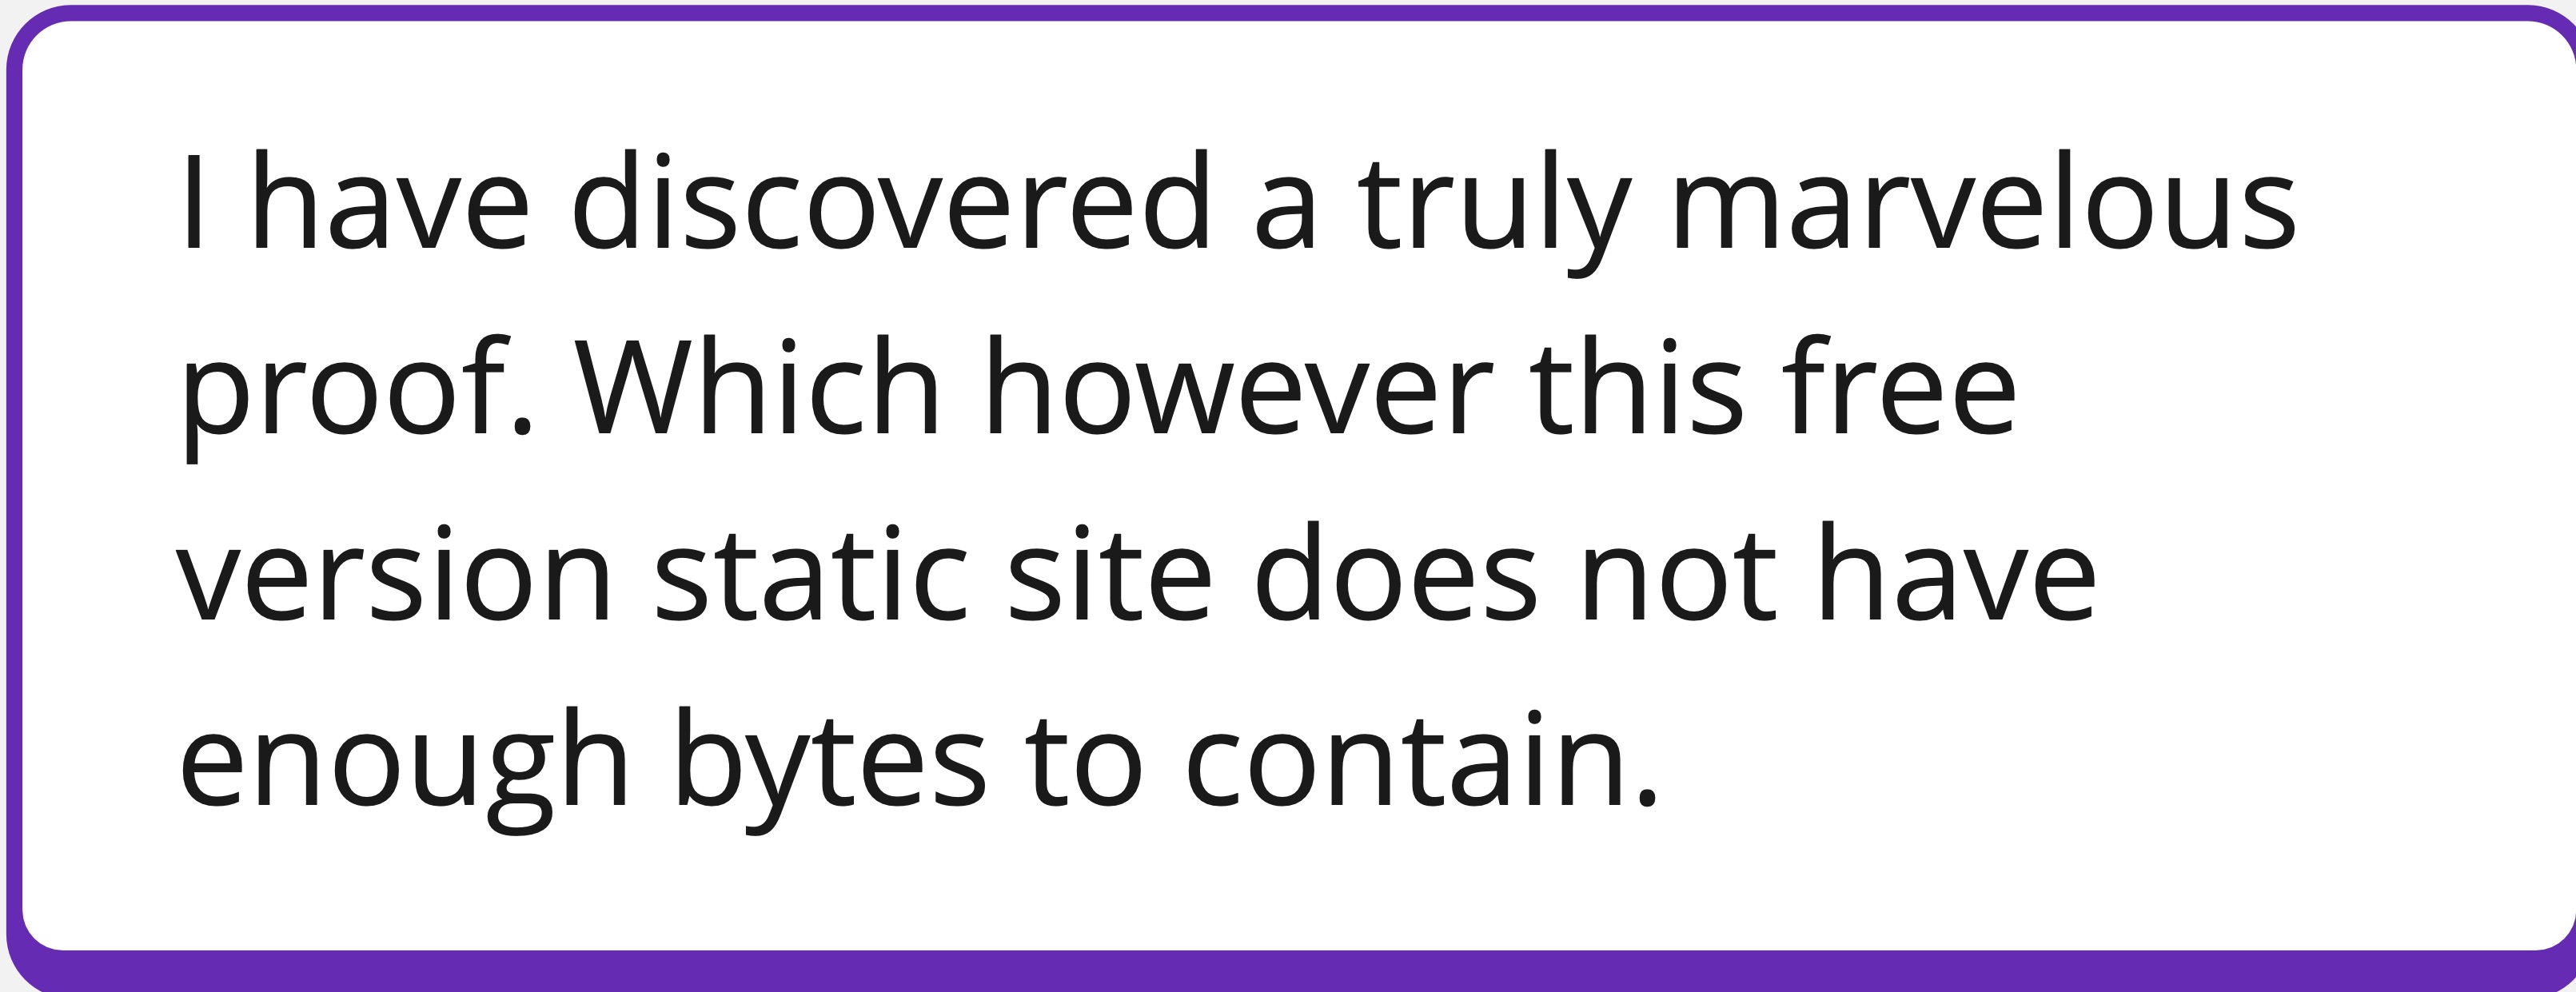 I have discovered a truly marvelous
proof. Which however this free
version static site does not have
enough bytes to contain.